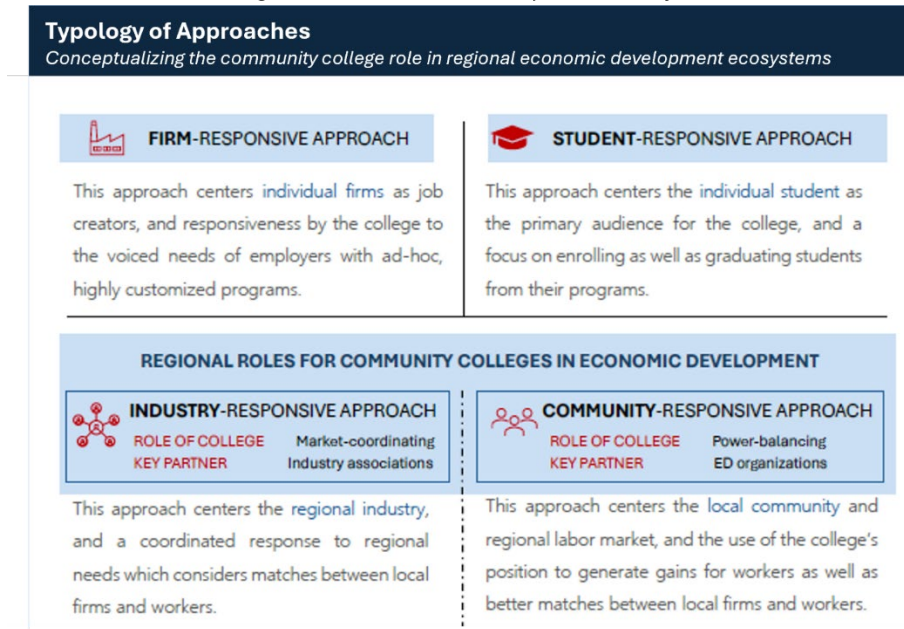 Typology of Approaches
Conceptualizing the community college role in regional economic development ecosystems
FIRM-RESPONSIVE APPROACH
This approach centers individual firms as job
creators, and responsiveness by the college to
the voiced needs of employers with ad-hoc,
highly customized programs.
STUDENT-RESPONSIVE APPROACH
This approach centers the individual student as
the primary audience for the college, and a
focus on enrolling as well as graduating students
from their programs.
REGIONAL ROLES FOR COMMUNITY COLLEGES IN ECONOMIC DEVELOPMENT
INDUSTRY-RESPONSIVE APPROACH
ROLE OF COLLEGE Market-coordinating
KEY PARTNER Industry associations
This approach centers the regional industry,
and a coordinated response to regional
needs which considers matches between local
firms and workers.
COMMUNITY-RESPONSIVE APPROACH
ROLE OF COLLEGE Power-balancing
KEY PARTNER ED organizations
This approach centers the local community and
regional labor market, and the use of the college's
position to generate gains for workers as well as
better matches between local firms and workers.